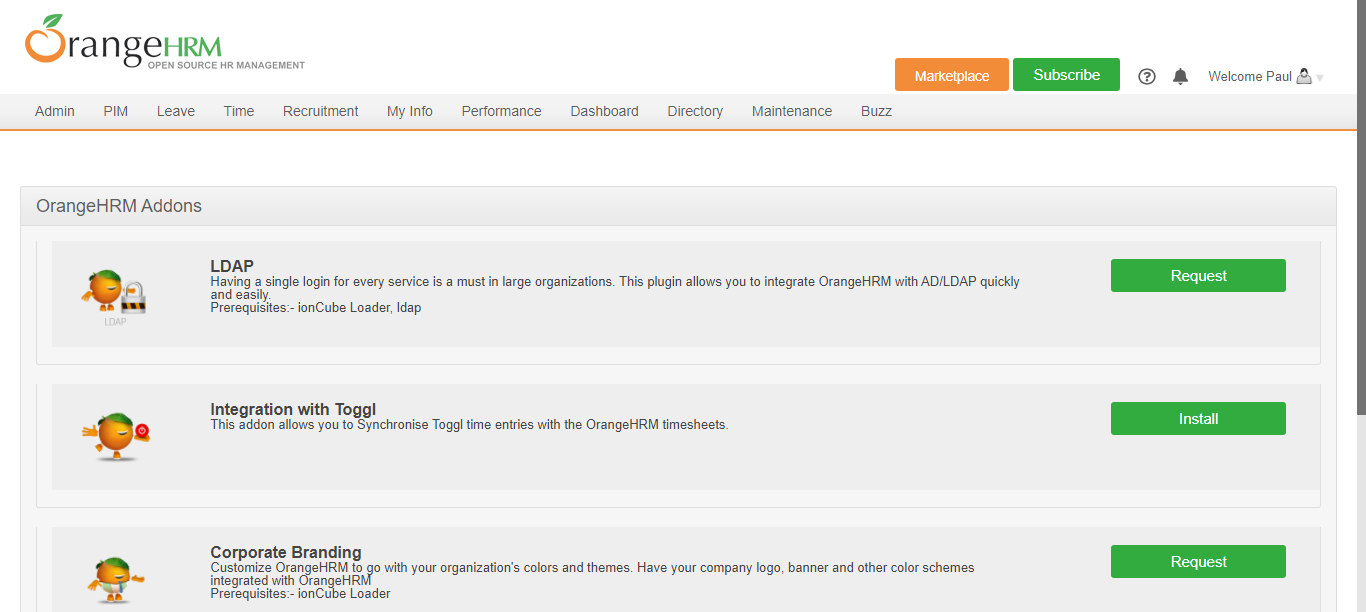 OrangeHRM
OPEN SOURCE HR MANAGEMENT
Marketplace
Subscribe
Welcome Paul
Admin
PIM
Leave
Time
Recruitment
My Info
Performance
Dashboard
Directory
Maintenance
Buzz
OrangeHRM Addons
LDAP
LDAP
Having a single login for every service is a must in large organizations. This plugin allows you to integrate OrangeHRM with AD/LDAP quickly
and easily.
Prerequisites:- ionCube Loader, ldap
Request
Integration with Toggl
This addon allows you to Synchronise Toggl time entries with the OrangeHRM timesheets.
Install
Corporate Branding
Customize OrangeHRM to go with your organization's colors and themes. Have your company logo, banner and other color schemes
integrated with OrangeHRM
Prerequisites:- ionCube Loader
Request